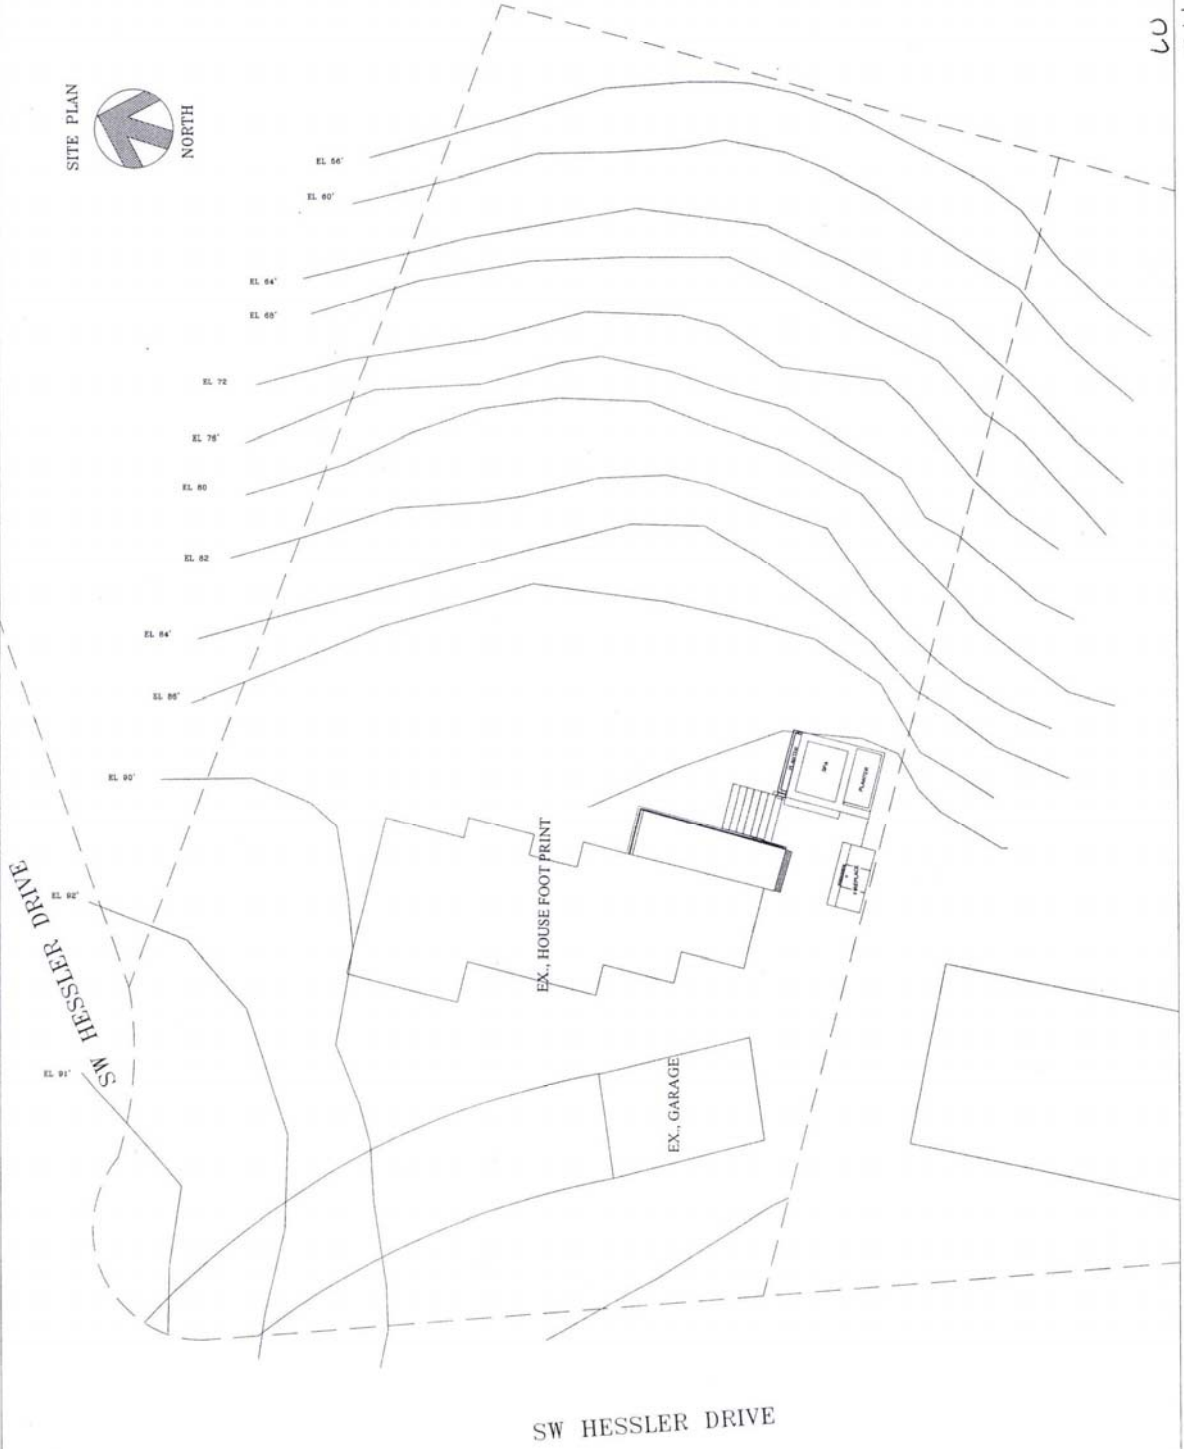 SITE PLAN
NORTH
EL 56'
EL 60'
EL 64'
EL 68'
EL 72
EL 76'
EL 80
EL 82
EL 84'
EL 86'
EL 90'
EL 92'
EL 91'
SW HESSLER DRIVE
PLANTER
SPA
PLANTER
FIREPLACE
EX., HOUSE FOOT PRINT
EX., GARAGE
SW HESSLER DRIVE